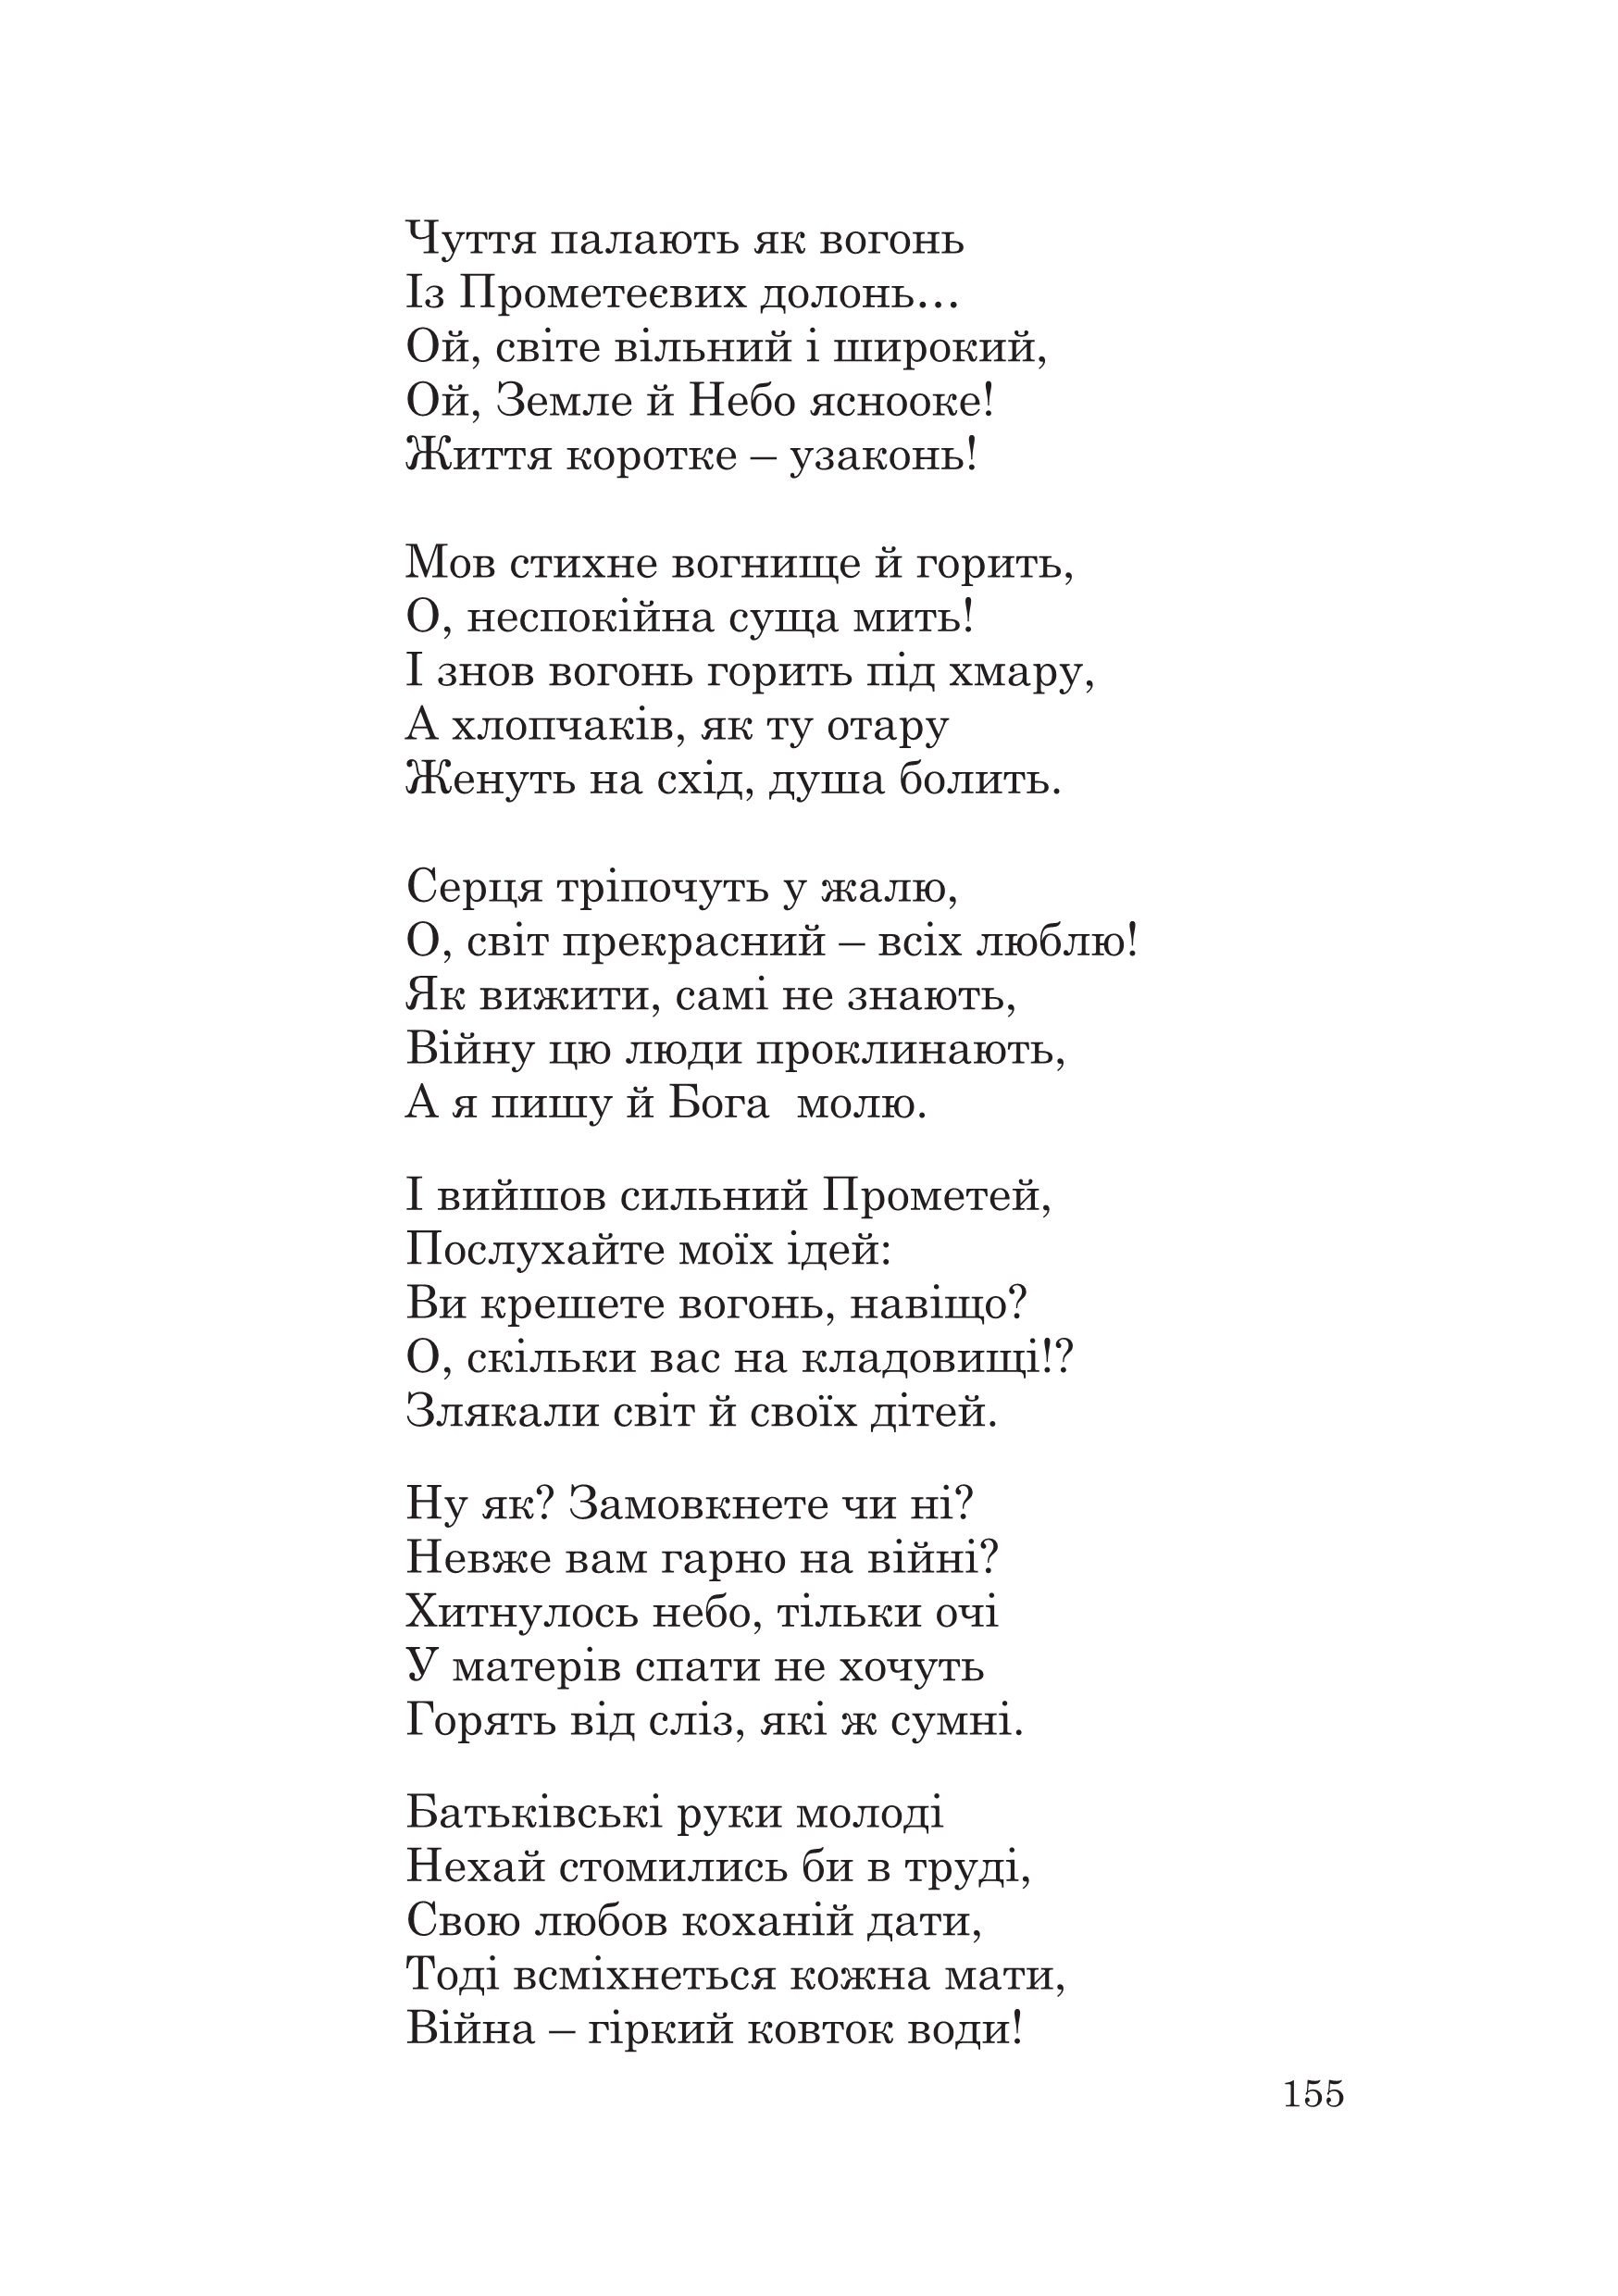 Чуття палають як вогонь
Із Прометеєвих долонь...
Ой, світе вільний і широкий,
Ой, Земле й Небо яснооке!
Життя коротке – узаконь!

Мов стихне вогнище й горить,
О, неспокійна суща мить!
І знов вогонь горить під хмару,
А хлопчаків, як ту отару
Женуть на схід, душа болить.

Серця тріпочуть у жалю,
О, світ прекрасний – всіх люблю!
Як вижити, самі не знають,
Війну цю люди проклинають,
А я пишу й Бога  молю.

І вийшов сильний Прометей,
Послухайте моїх ідей:
Ви крешете вогонь, навіщо?
О, скільки вас на кладовищі!?
Злякали світ й своїх дітей.

Ну як? Замовкнете чи ні?
Невже вам гарно на війні?
Хитнулось небо, тільки очі
У матерів спати не хочуть
Горять від сліз, які ж сумні.

Батьківські руки молоді
Нехай стомились би в труді,
Свою любов коханій дати,
Тоді всміхнеться кожна мати,
Війна – гіркий ковток води!
155